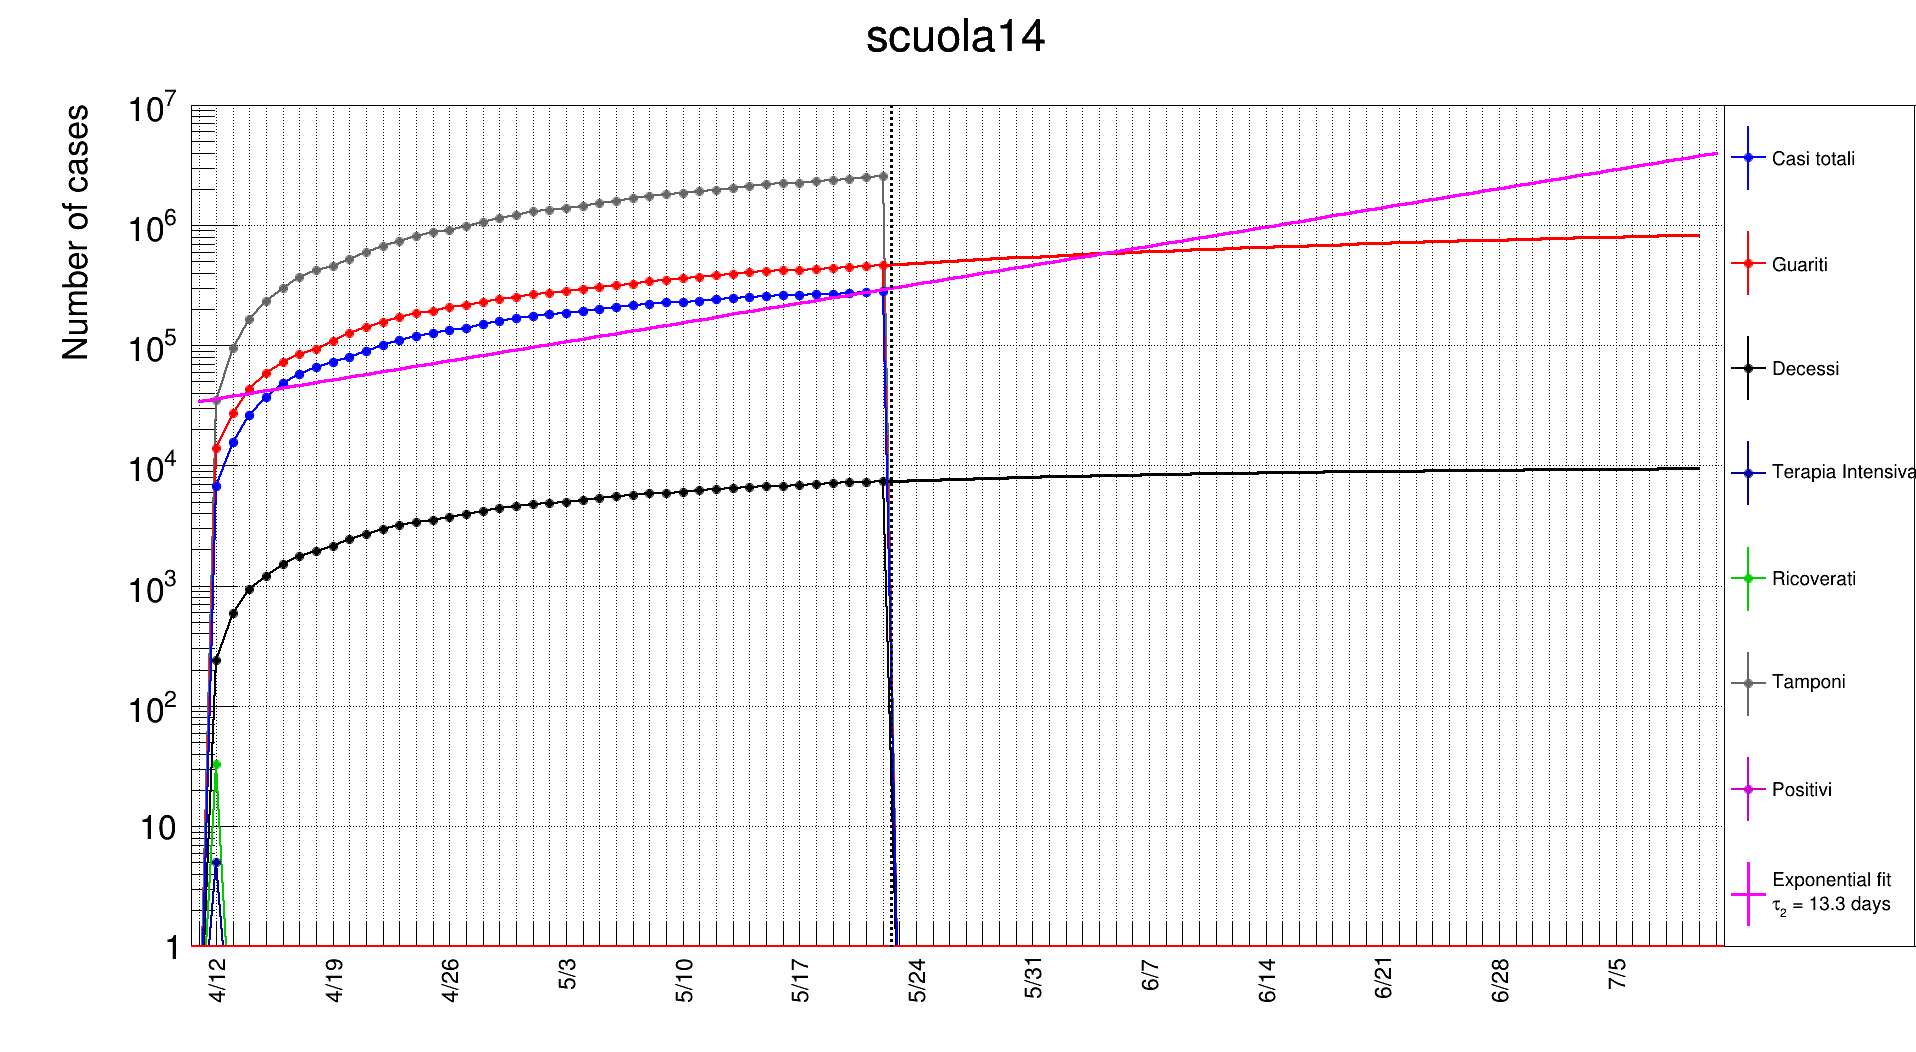 scuola14
Number of cases
10^7
10^6
10^5
10^4
10^3
10^2
10
1
4/12
4/19
4/26
5/3
5/10
5/17
5/24
5/31
6/7
6/14
6/21
6/28
7/5
Casi totali
Guariti
Decessi
Terapia Intensiva
Ricoverati
Tamponi
Positivi
Exponential fit
τ_2 = 13.3 days